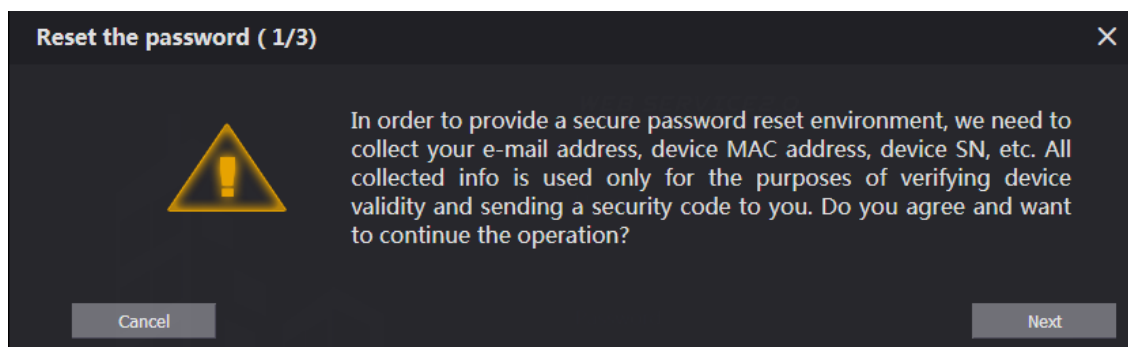 Reset the password ( 1/3)
In order to provide a secure password reset environment, we need to
collect your e-mail address, device MAC address, device SN, etc. All
collected info is used only for the purposes of verifying device
validity and sending a security code to you. Do you agree and want
to continue the operation?
Cancel
Next